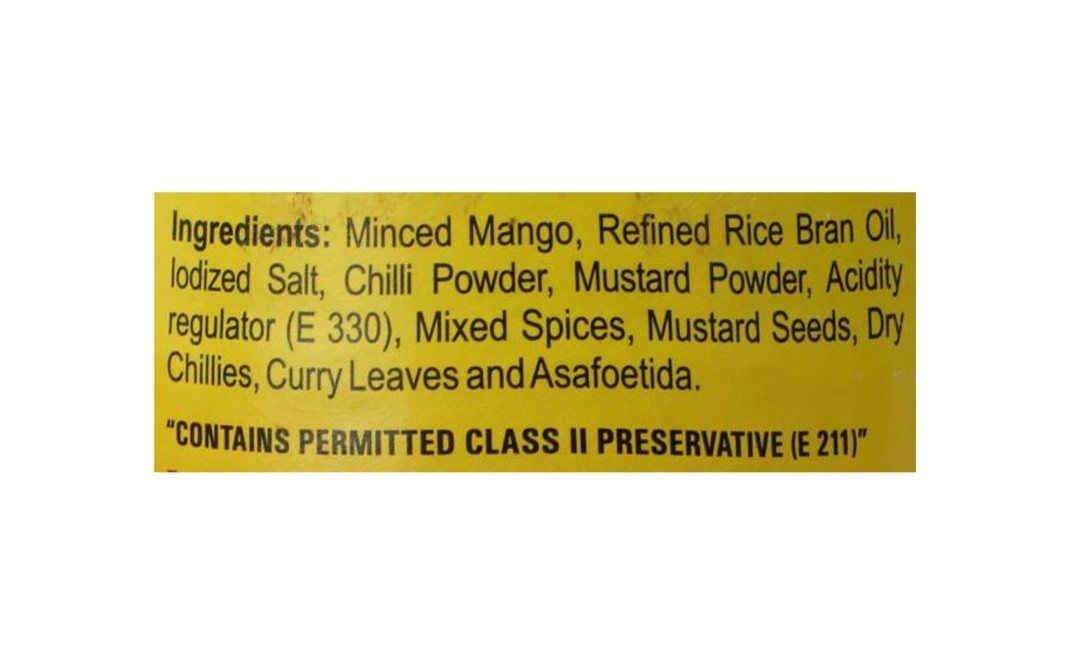 Ingredients: Minced Mango, Refined Rice Bran Oil,
Iodized Salt, Chilli Powder, Mustard Powder, Acidity
regulator (E 330), Mixed Spices, Mustard Seeds, Dry
Chillies, Curry Leaves and Asafoetida.
"CONTAINS PERMITTED CLASS II PRESERVATIVE (E 211)"